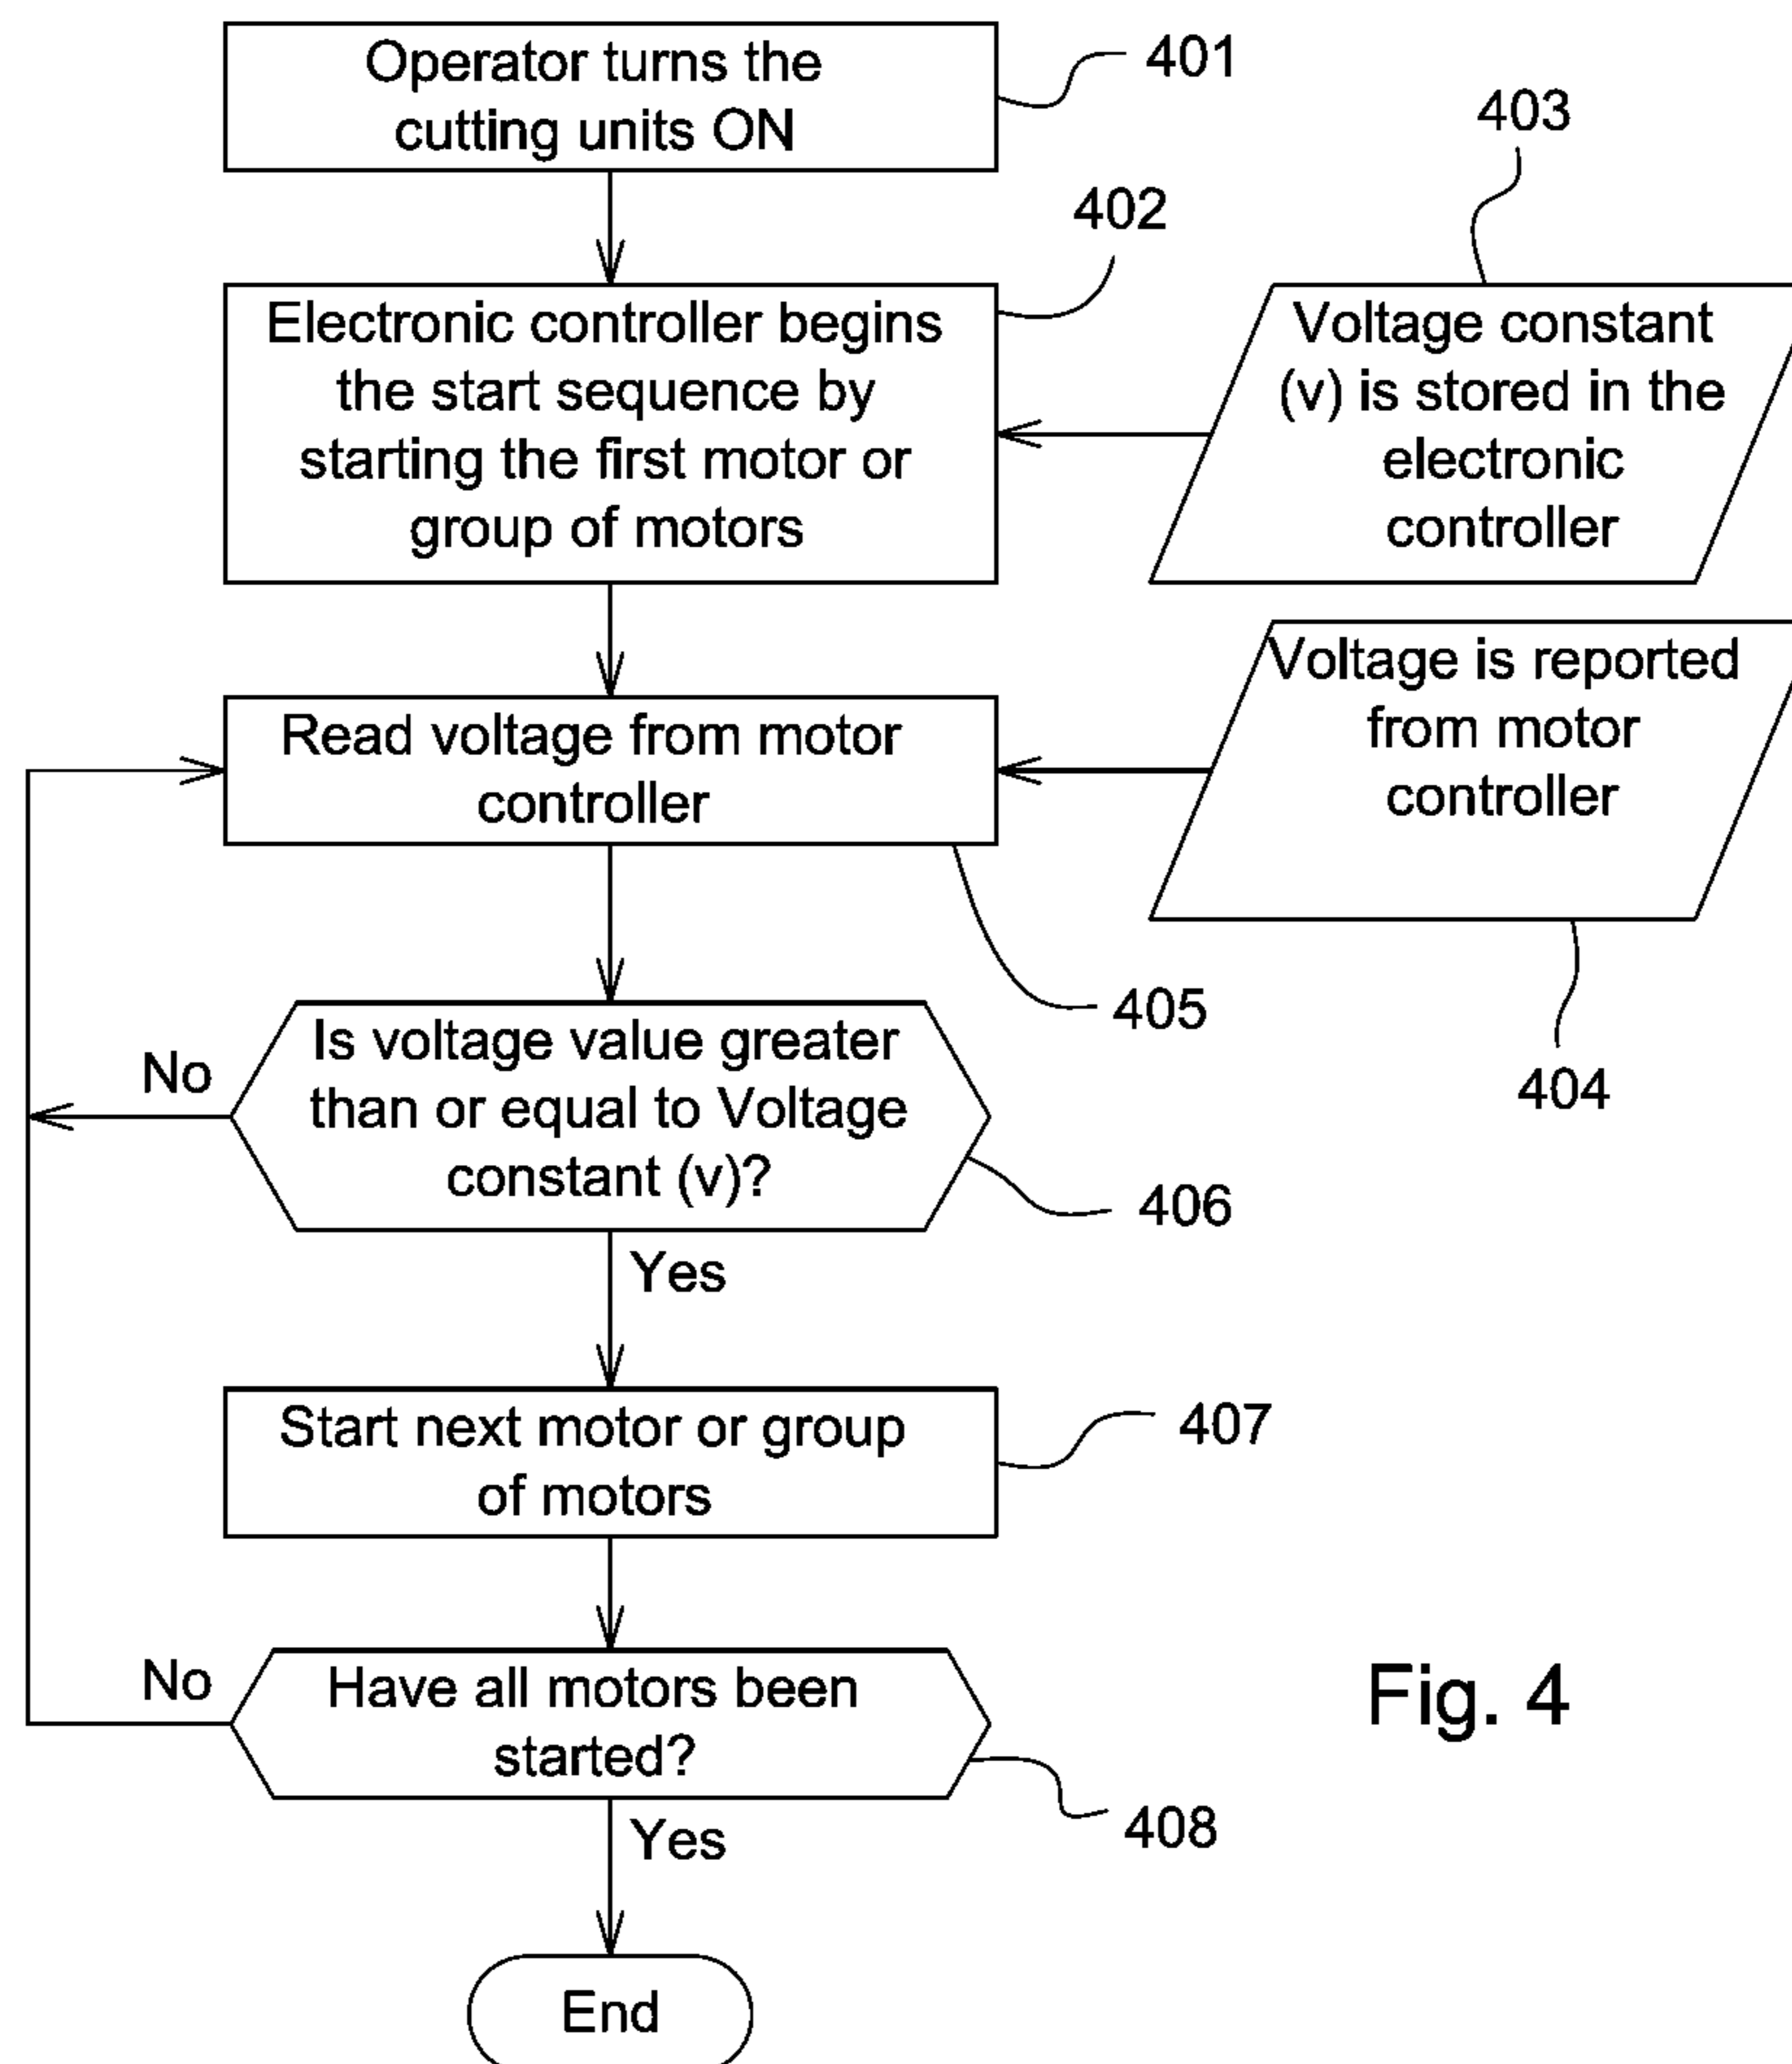 Operator turns the
cutting units ON
401
402
403
Electronic controller begins
the start sequence by
starting the first motor or
group of motors
Voltage constant
(v) is stored in the
electronic
controller
Read voltage from motor
controller
Voltage is reported
from motor
controller
405
404
Is voltage value greater
than or equal to Voltage
constant (v)?
No
406
Yes
Start next motor or group
of motors
407
Have all motors been
started?
No
408
Yes
End
Fig. 4